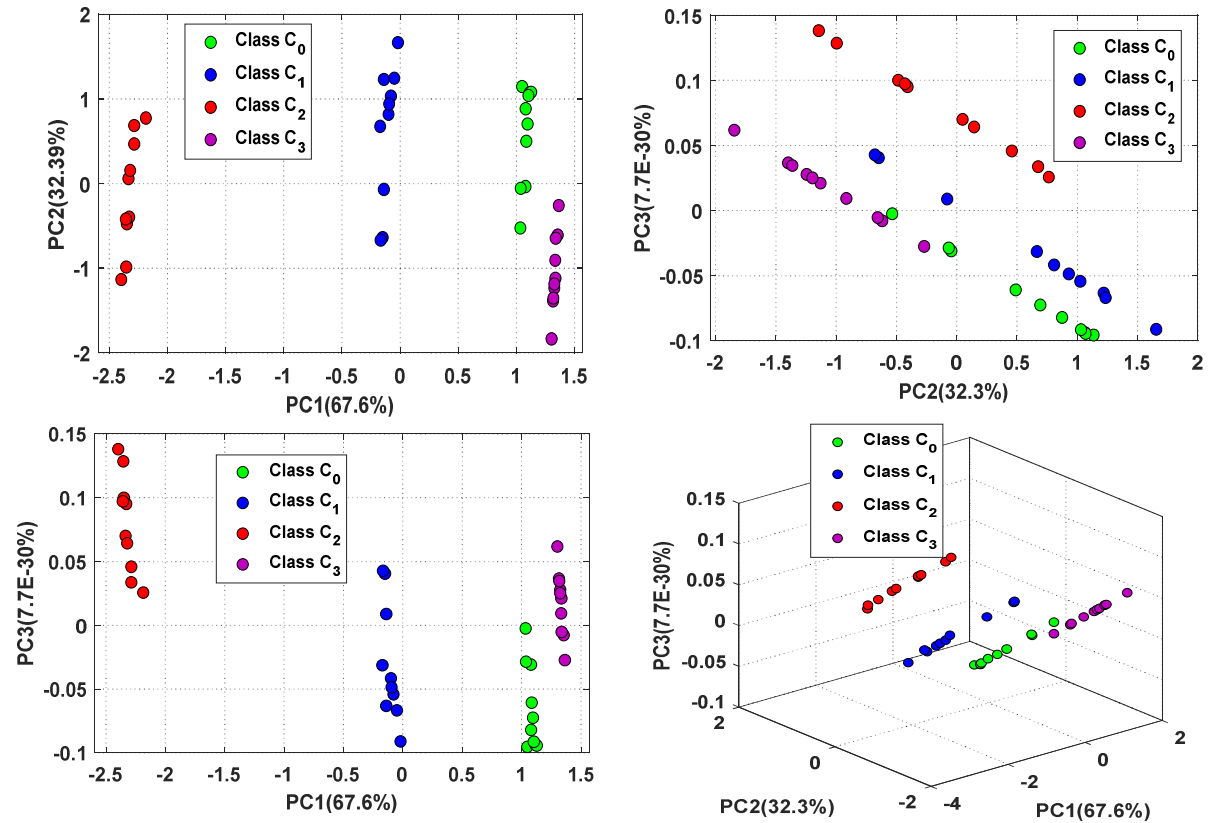 2
1
0
-1
-2
PC2(32.39%)
Class C0
Class C1
Class C2
Class C3
-2.5 -2 -1.5 -1 -0.5 0 0.5 1 1.5
PC1(67.6%)
0.15
0.1
0.05
0
-0.05
-0.1
PC3(7.7E-30%)
Class C0
Class C1
Class C2
Class C3
-2 -1.5 -1 -0.5 0 0.5 1 1.5 2
PC2(32.3%)
0.15
0.1
0.05
0
-0.05
-0.1
PC3(7.7E-30%)
Class C0
Class C1
Class C2
Class C3
-2.5 -2 -1.5 -1 -0.5 0 0.5 1 1.5
PC1(67.6%)
Class C0
Class C1
Class C2
Class C3
0.15
0.1
0.05
0
-0.05
-0.1
PC3(7.7E-30%)
2
0
-2
PC2(32.3%)
-4
-2
0
2
PC1(67.6%)